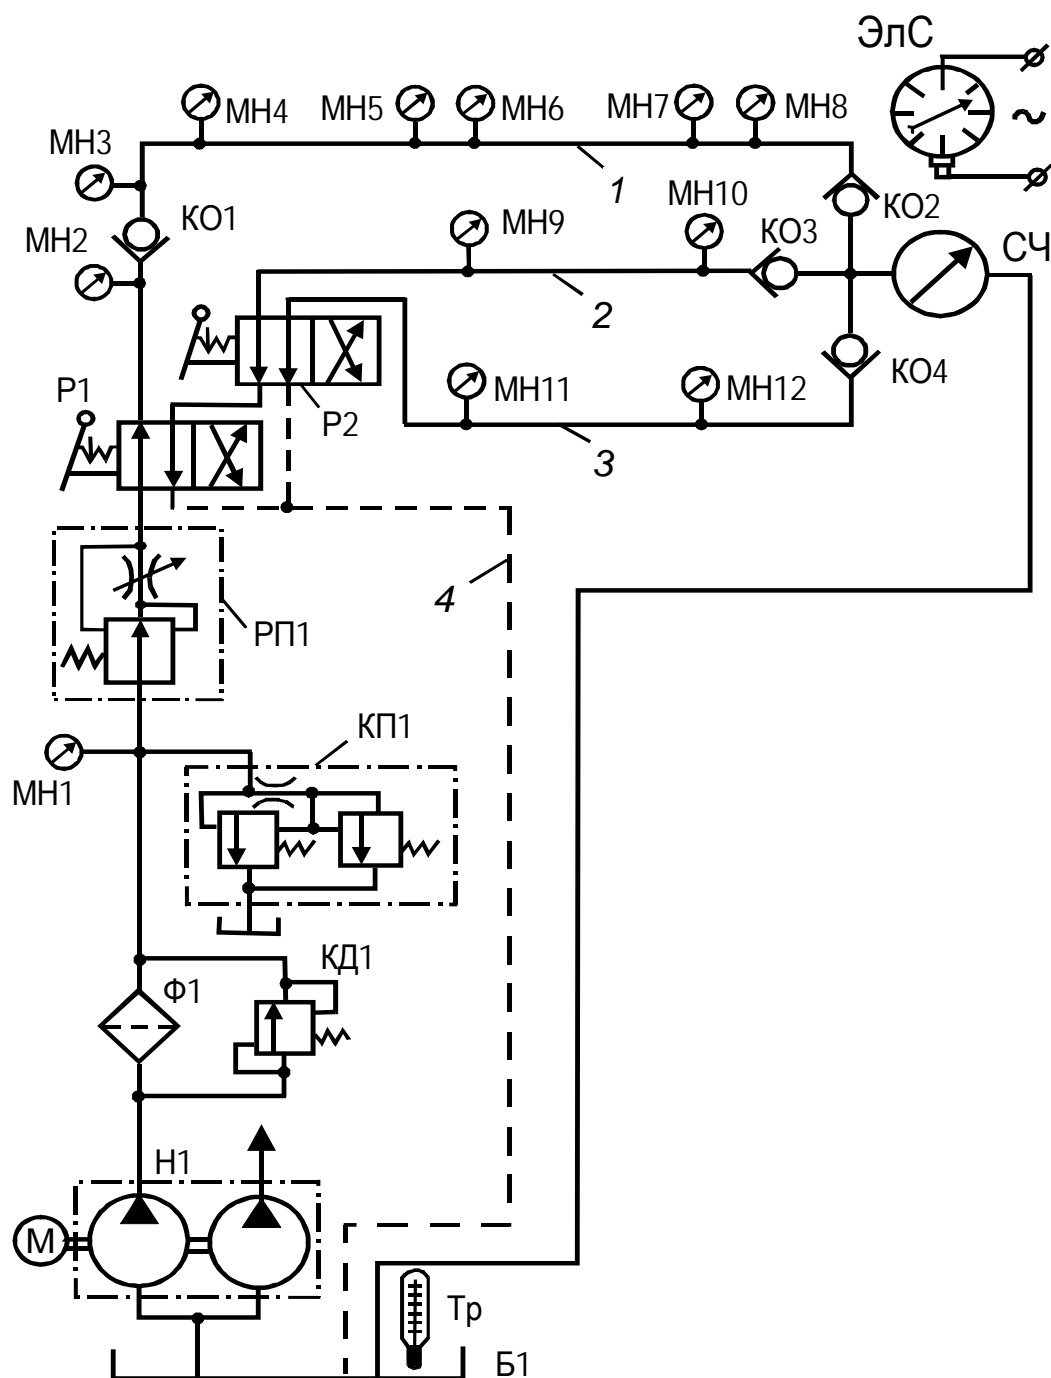 ЭлС
МН4
МН5
МН6
МН7
МН8
МН3
1
МН10
КО1
КО2
МН9
КО3
СЧ
МН2
2
Р1
МН11
МН12
КО4
Р2
3
4
РП1
КП1
МН1
КД1
Ф1
Н1
М
Тр
Б1